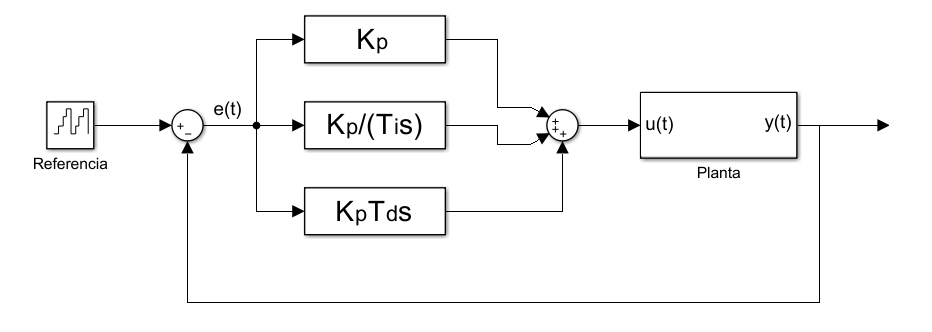 Referencia
e(t)
Kp
Kp/(Tis)
KpTds
u(t)
y(t)
Planta